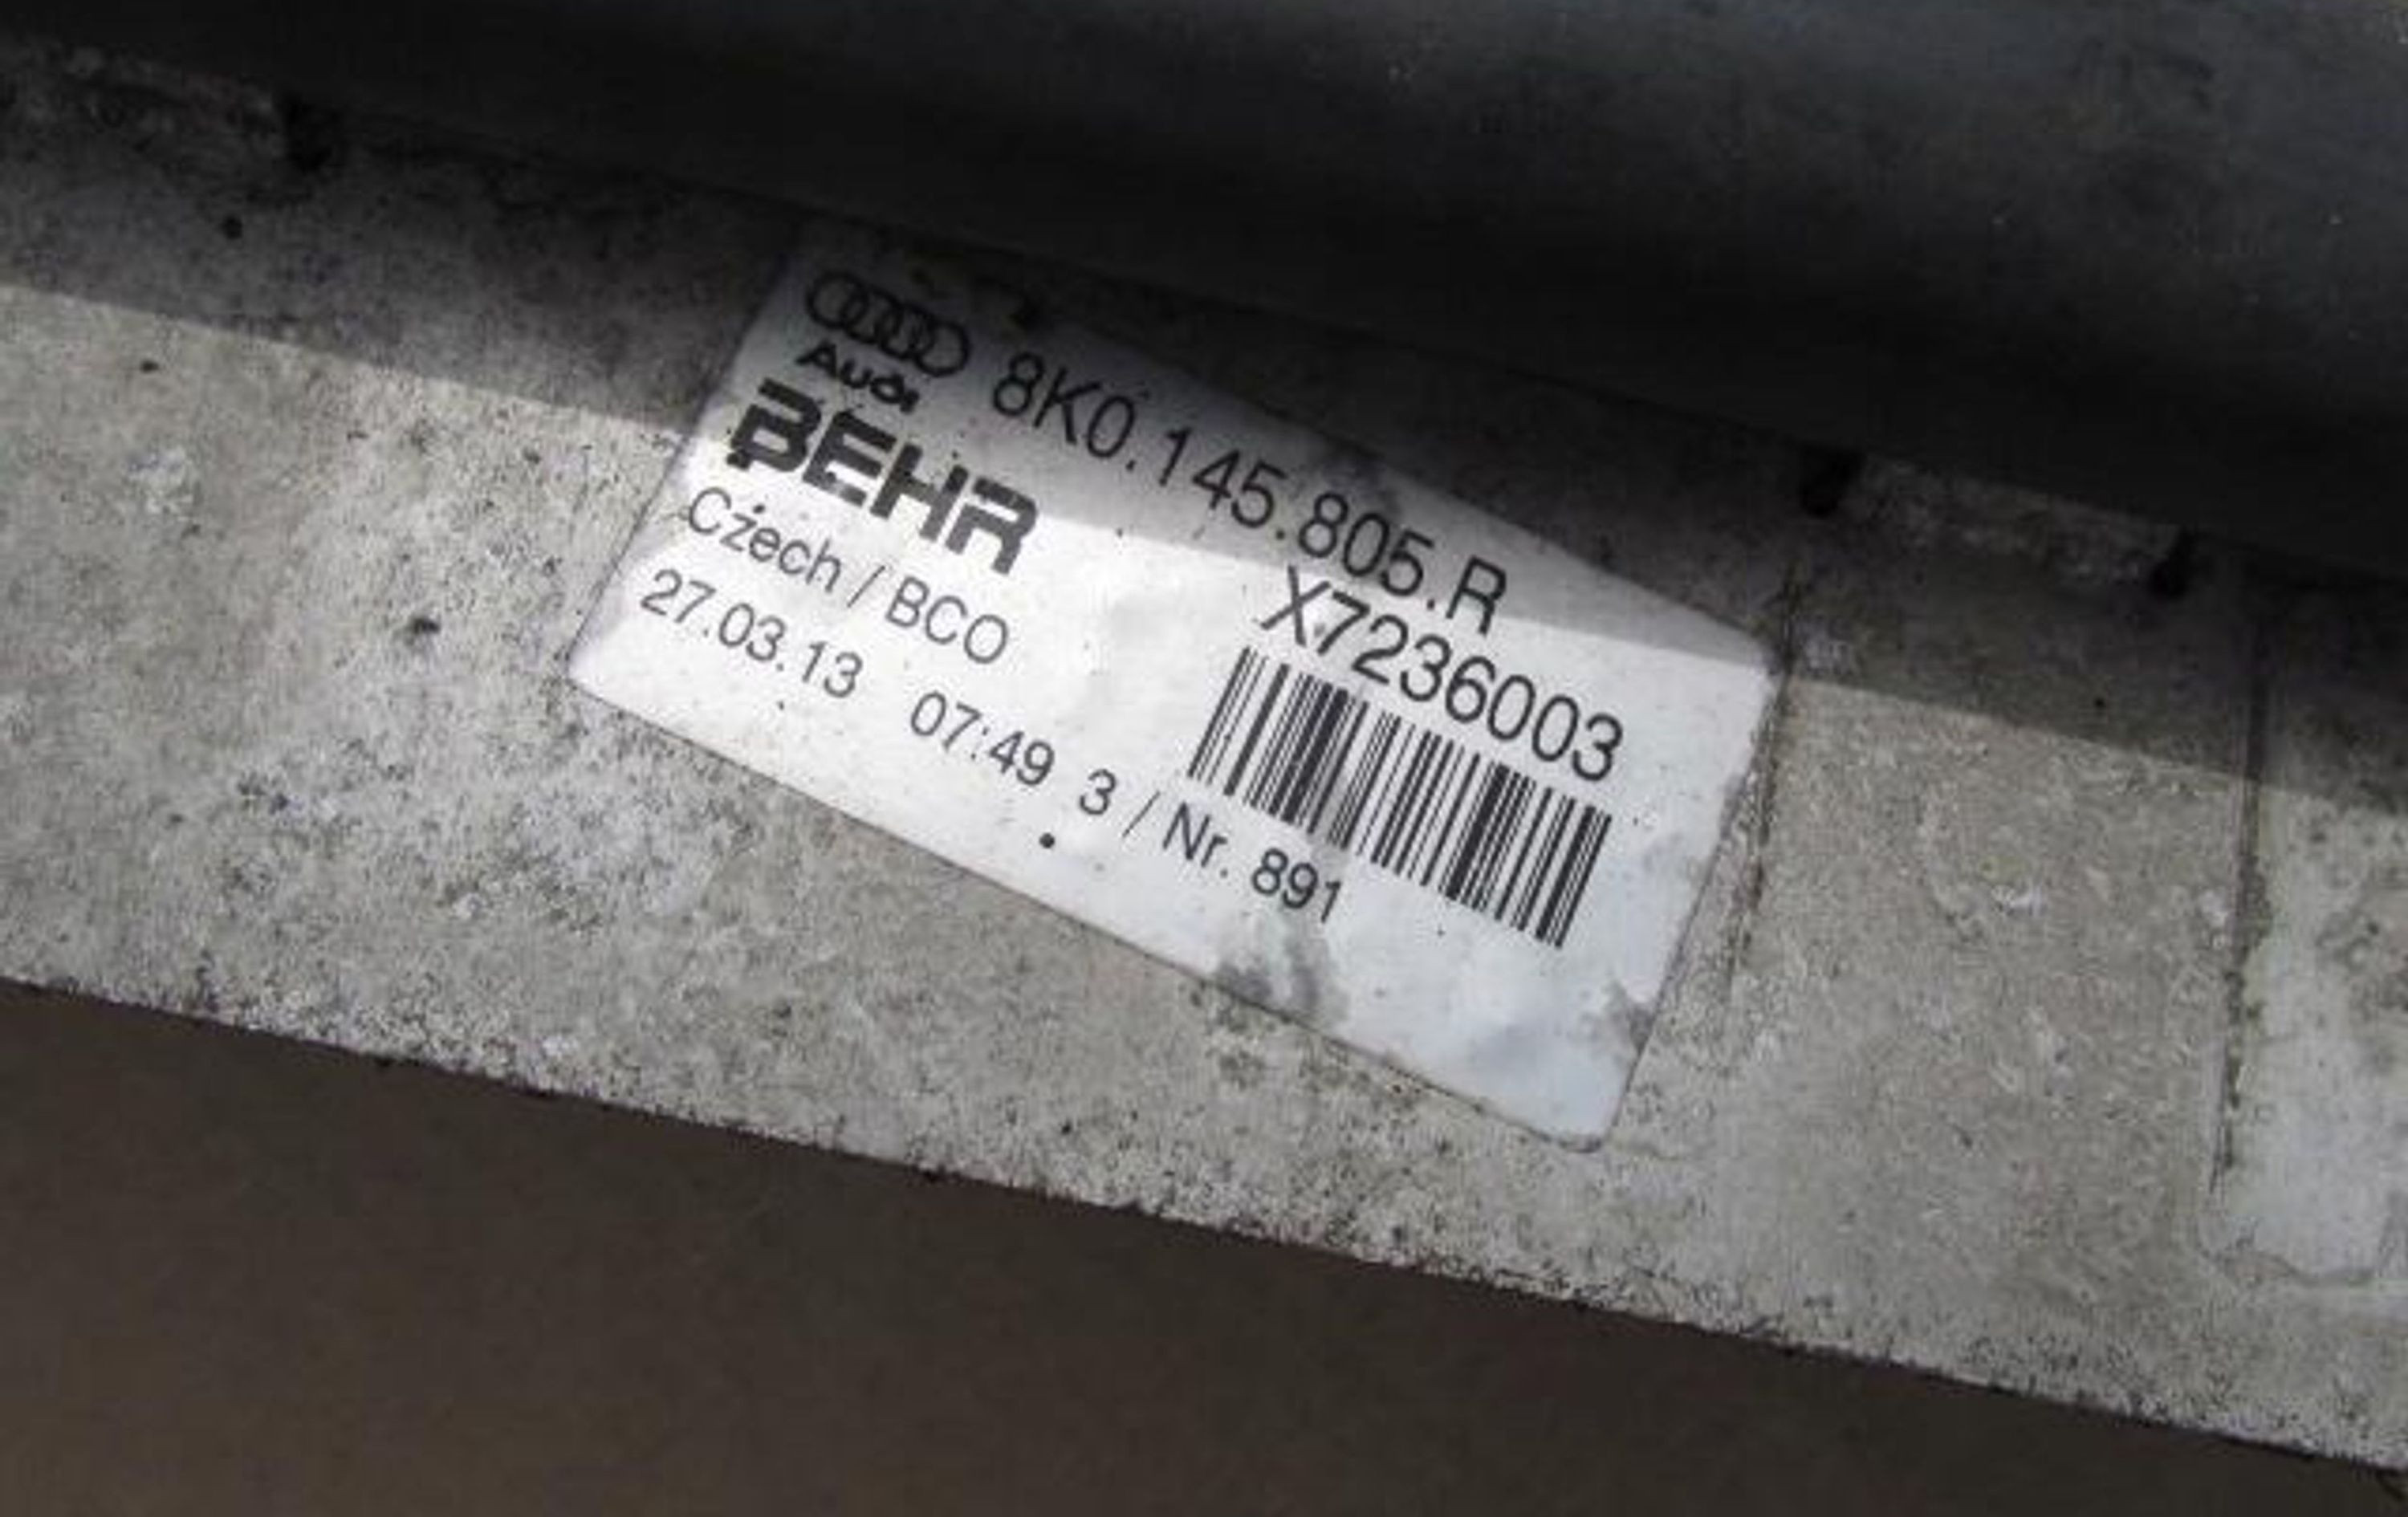 8K0.145.805.R
Audi
BEHR
X7236003
Czech / BCO
27.03.13 07:49 3 / Nr. 891